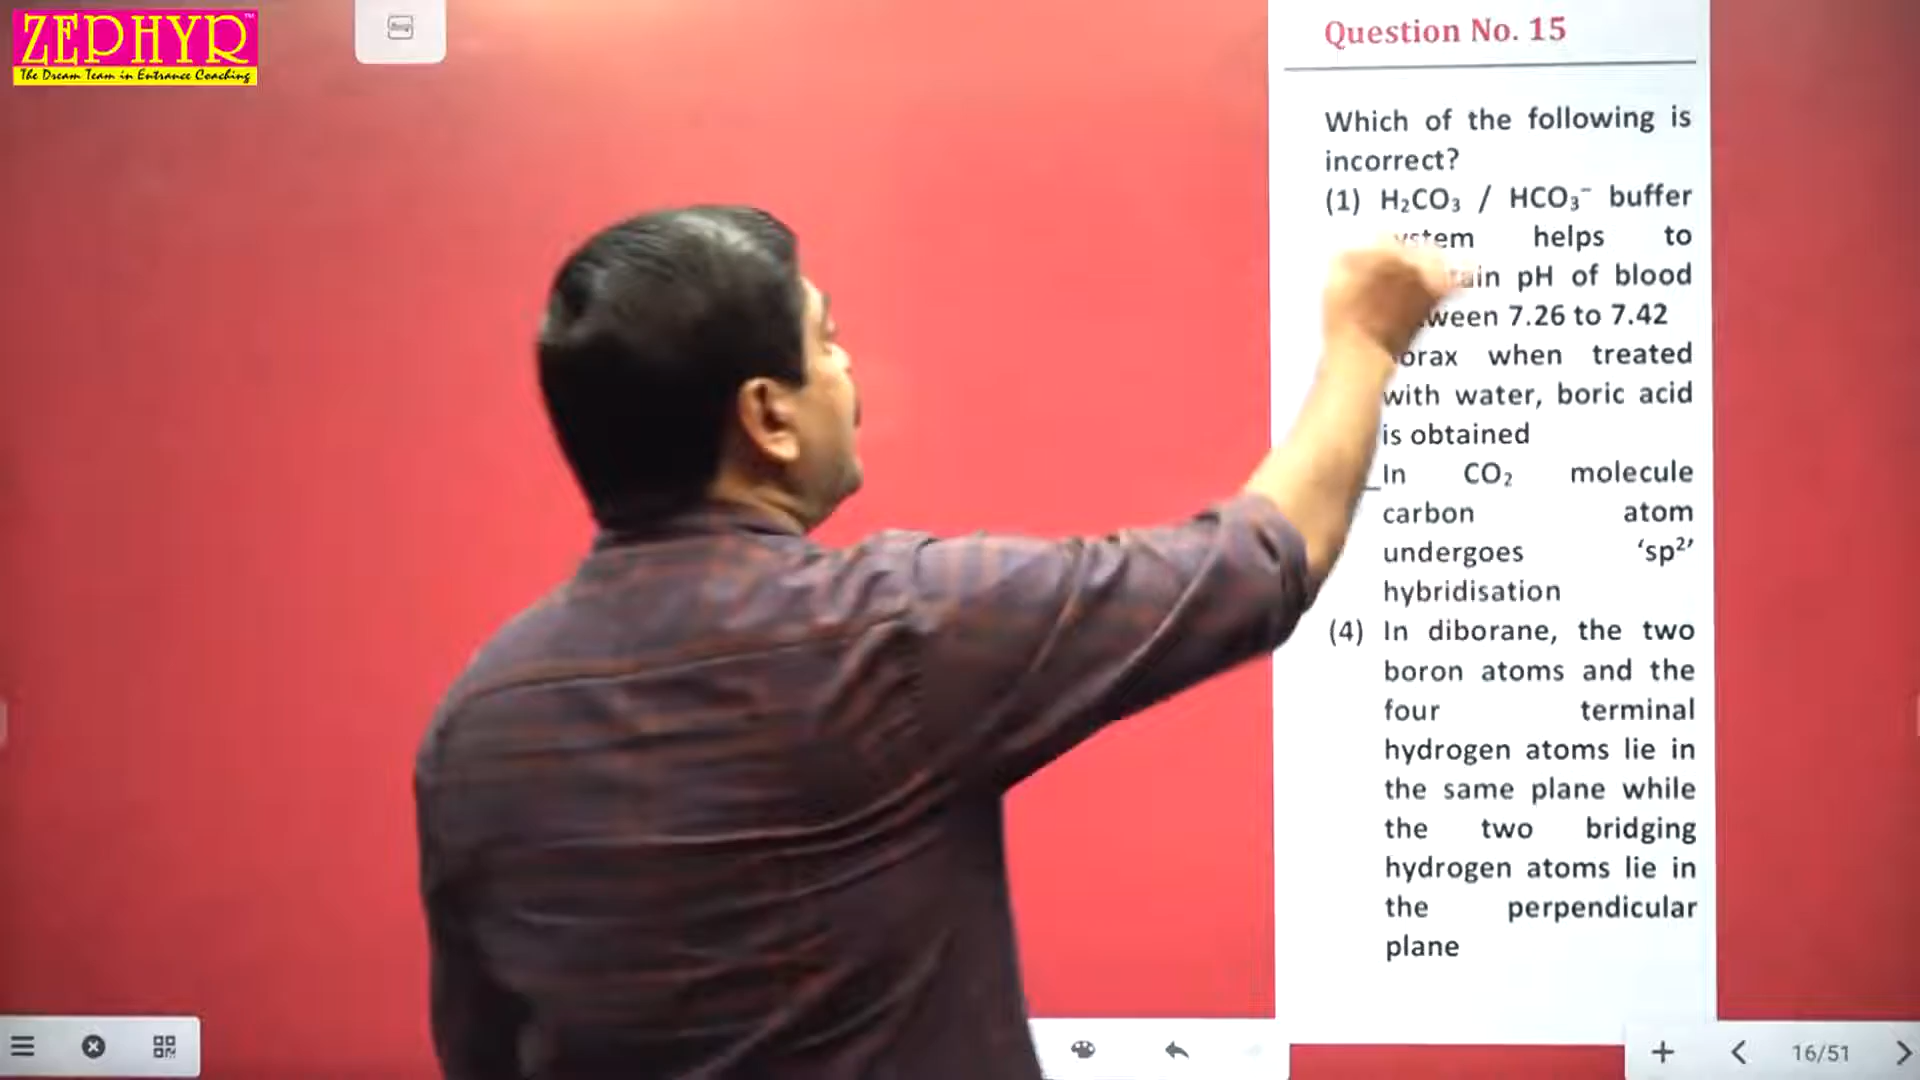 ZEPHYR™
The Dream Team in Entrance Coaching
Question No. 15
Which of the following is
incorrect?
(1) H₂CO₃ / HCO₃⁻ buffer
helps to
pH of blood
7.26 to 7.42
when treated
with water, boric acid
is obtained
In CO₂ molecule
carbon atom
undergoes ‘sp²’
hybridisation
(4) In diborane, the two
boron atoms and the
four terminal
hydrogen atoms lie in
the same plane while
the two bridging
hydrogen atoms lie in
the perpendicular
plane
16/51